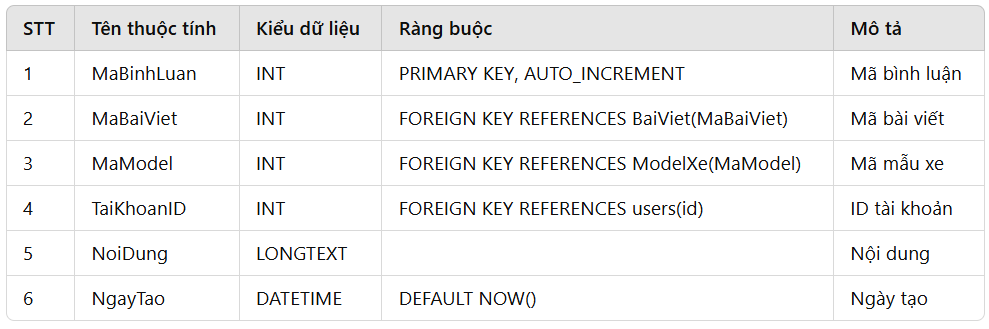 STT Tên thuộc tính Kiểu dữ liệu Ràng buộc Mô tả
1 MaBinhLuan INT PRIMARY KEY, AUTO_INCREMENT Mã bình luận
2 MaBaiViet INT FOREIGN KEY REFERENCES BaiViet(MaBaiViet) Mã bài viết
3 MaModel INT FOREIGN KEY REFERENCES ModelXe(MaModel) Mã mẫu xe
4 TaiKhoanID INT FOREIGN KEY REFERENCES users(id) ID tài khoản
5 NoiDung LONGTEXT Nội dung
6 NgayTao DATETIME DEFAULT NOW() Ngày tạo